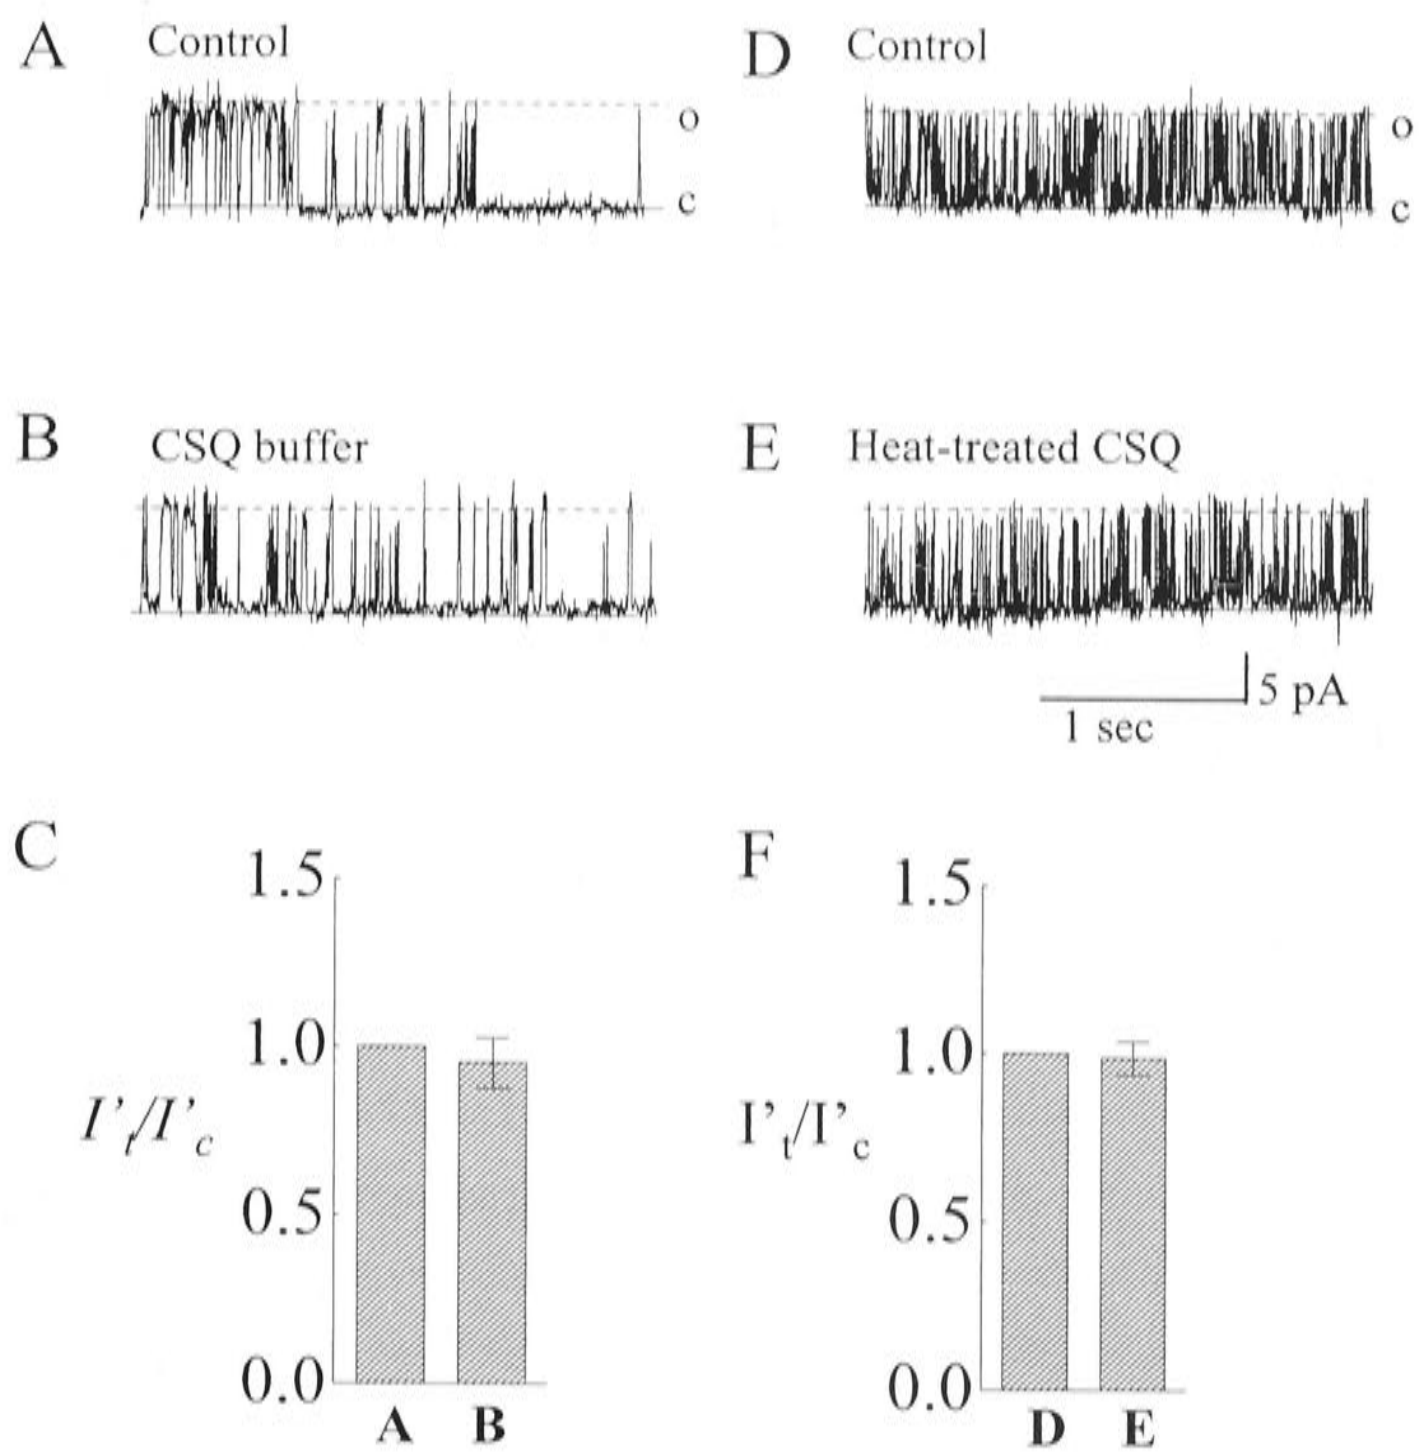 A Control
o
c
B CSQ buffer
C
1.5
1.0
I't/I'c
0.5
0.0
A B
D Control
o
c
E Heat-treated CSQ
5 pA
1 sec
F
1.5
1.0
I't/I'c
0.5
0.0
D E